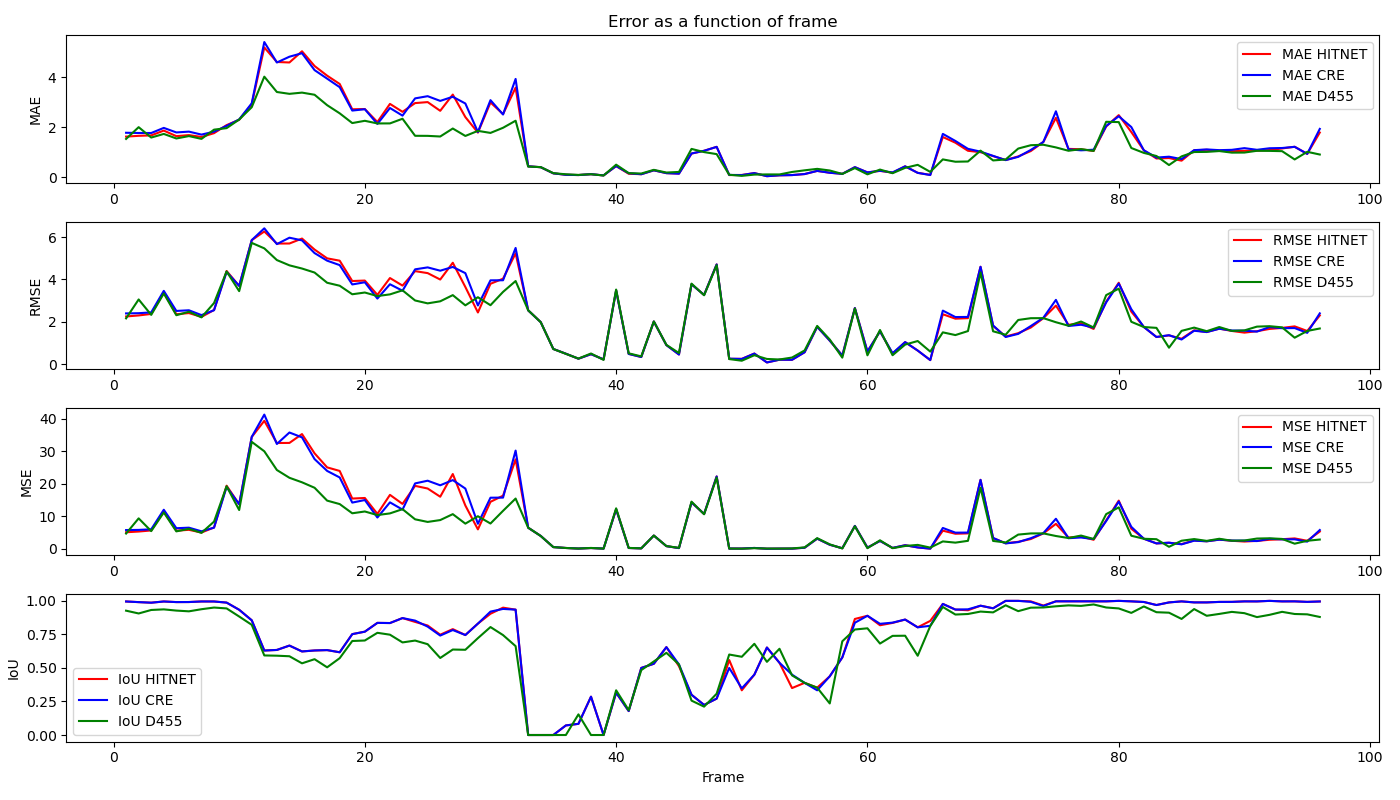 Error as a function of frame
MAE
4
2
0
MAE HITNET
MAE CRE
MAE D455
0 20 40 60 80 100
RMSE
6
4
2
0
RMSE HITNET
RMSE CRE
RMSE D455
0 20 40 60 80 100
MSE
40
30
20
10
0
MSE HITNET
MSE CRE
MSE D455
0 20 40 60 80 100
IoU
1.00
0.75
0.50
0.25
0.00
IoU HITNET
IoU CRE
IoU D455
0 20 40 60 80 100
Frame